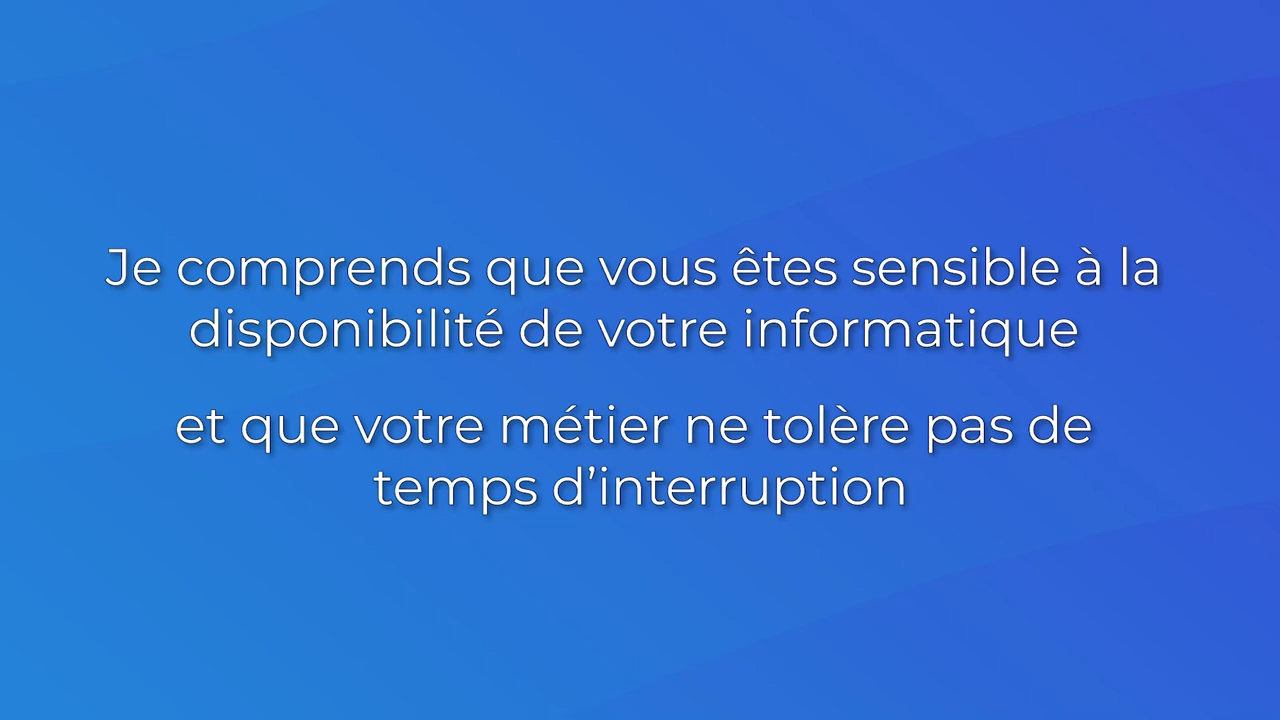 Je comprends que vous êtes sensible à la
disponibilité de votre informatique
et que votre métier ne tolère pas de
temps d’interruption